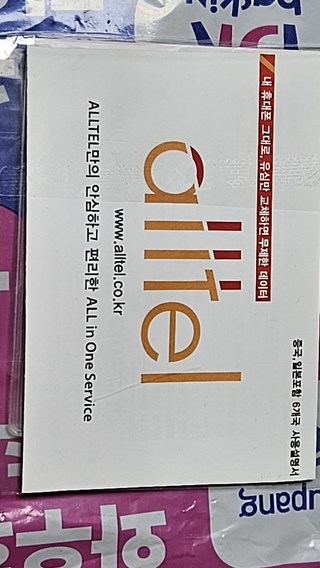 중국, 일본포함 6개국 사용설명서
내 휴대폰 그대로, 유심만 교체하면 무제한 데이터
alltel
www.alltel.co.kr
ALLTEL만의 안심하고 편리한 ALL in One Service
baskin
BR
upang